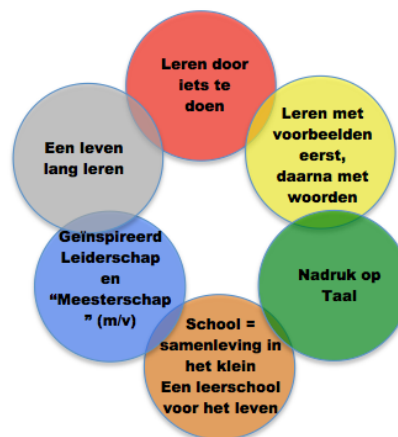 Leren door
iets te
doen
Leren met
voorbeelden
eerst,
daarna met
woorden
Nadruk op
Taal
School =
samenleving in
het klein
Een leerschool
voor het leven
Geïnspireerd
Leiderschap
en
“Meesterschap
” (m/v)
Een leven
lang leren